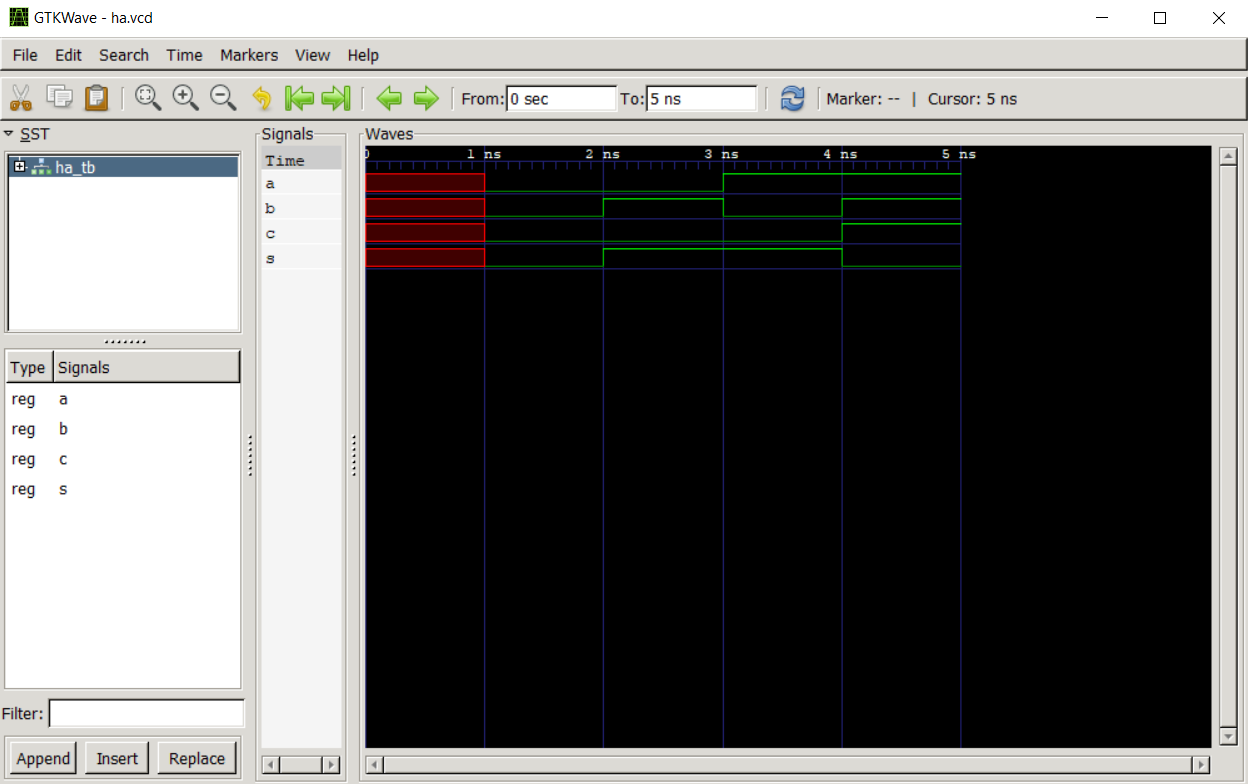 GTKWave - ha.vcd
File Edit Search Time Markers View Help
From: 0 sec To: 5 ns Marker: -- | Cursor: 5 ns
SST
ha_tb
Type Signals
reg a
reg b
reg c
reg s
Filter:
Append Insert Replace
Signals
Time
a
b
c
s
Waves
0 1 ns 2 ns 3 ns 4 ns 5 ns